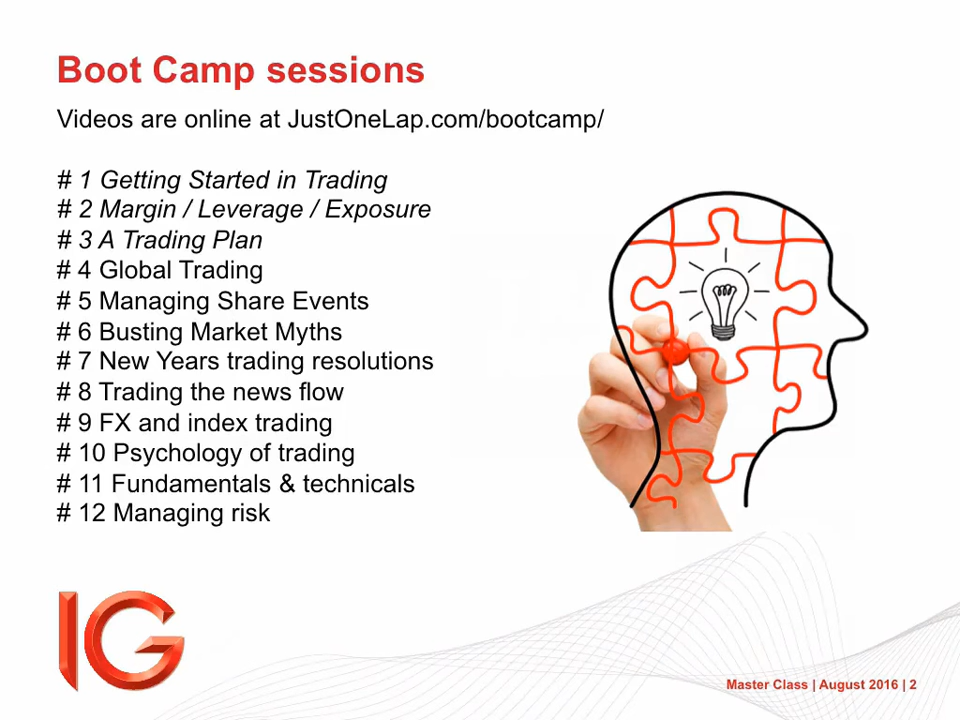 Boot Camp sessions
Videos are online at JustOneLap.com/bootcamp/
# 1 Getting Started in Trading
# 2 Margin / Leverage / Exposure
# 3 A Trading Plan
# 4 Global Trading
# 5 Managing Share Events
# 6 Busting Market Myths
# 7 New Years trading resolutions
# 8 Trading the news flow
# 9 FX and index trading
# 10 Psychology of trading
# 11 Fundamentals & technicals
# 12 Managing risk
IG
Master Class | August 2016 | 2